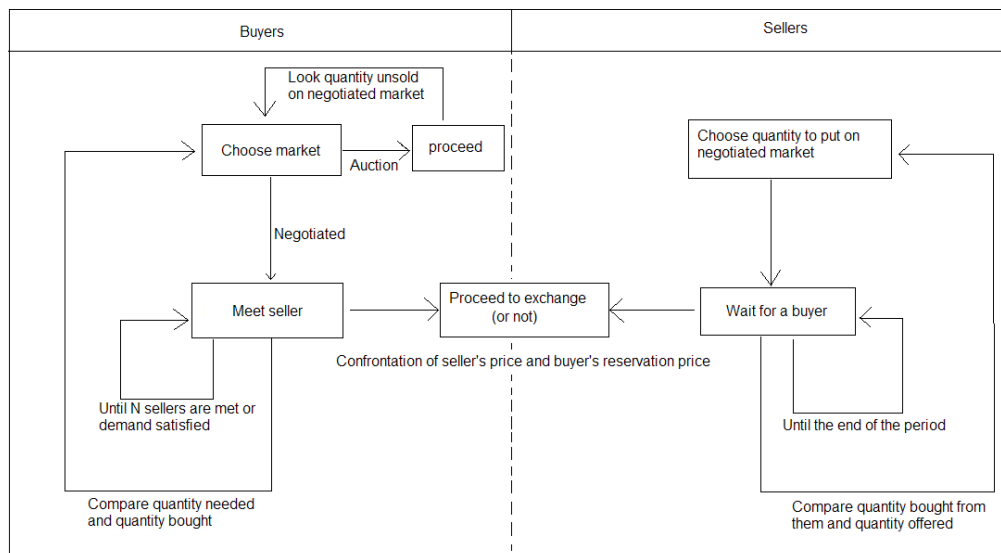 Buyers
Sellers
Look quantity unsold
on negotiated market
Choose market
Auction
proceed
Choose quantity to put on
negotiated market
Negotiated
Meet seller
Proceed to exchange
(or not)
Wait for a buyer
Confrontation of seller's price and buyer's reservation price
Until N sellers are met or
demand satisfied
Until the end of the period
Compare quantity needed
and quantity bought
Compare quantity bought from
them and quantity offered